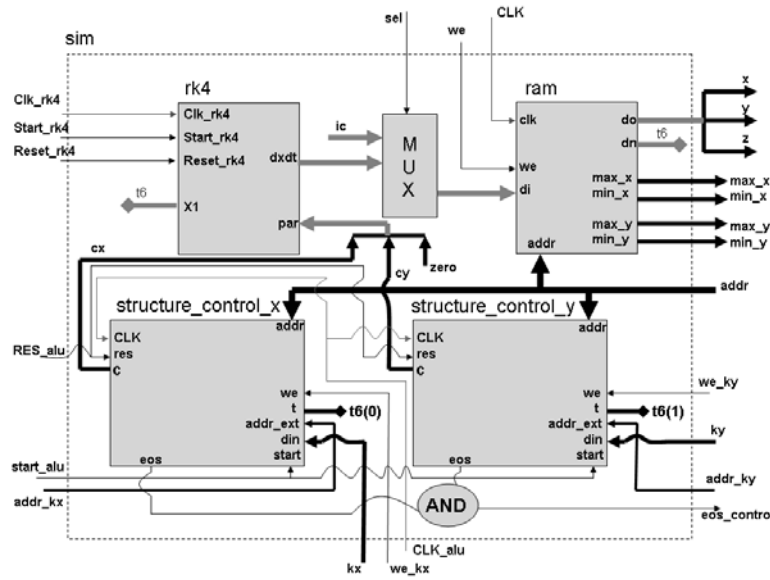 CLK
sel
we
sim
rk4
ram
Clk_rk4
Clk_rk4
Start_rk4
Start_rk4
Reset_rk4
Reset_rk4
ic
dxdt
MUX
clk
we
di
do
dn
t6
x
y
z
t6
X1
par
max_x
min_x
max_y
min_y
max_x
min_x
max_y
min_y
addr
cx
cy
zero
addr
structure_control_x
structure_control_y
addr
addr
CLK
res
C
CLK
res
C
RES_alu
we
t
addr_ext
din
start
eos
t6(0)
we
t
addr_ext
din
start
eos
t6(1)
we_ky
ky
start_alu
addr_kx
addr_ky
AND
eos_contro
CLK_alu
kx
we_kx